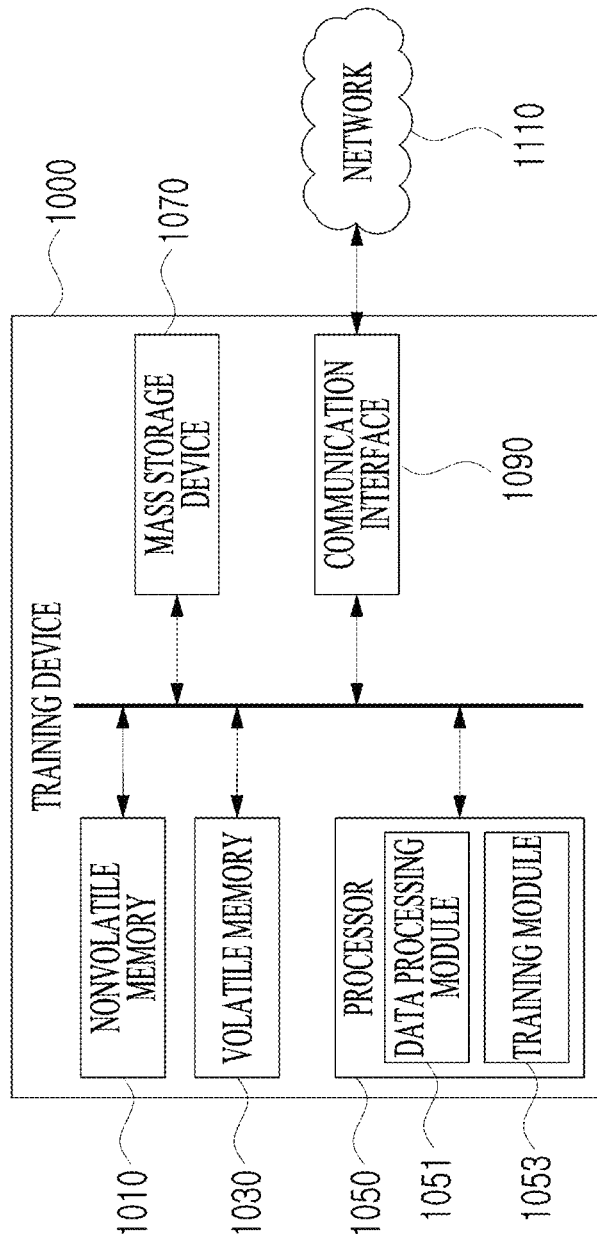 1000
TRAINING DEVICE
1010
NONVOLATILE
MEMORY
1030
VOLATILE MEMORY
1050
PROCESSOR
1051
DATA PROCESSING
MODULE
1053
TRAINING MODULE
1070
MASS STORAGE
DEVICE
COMMUNICATION
INTERFACE
1090
NETWORK
1110